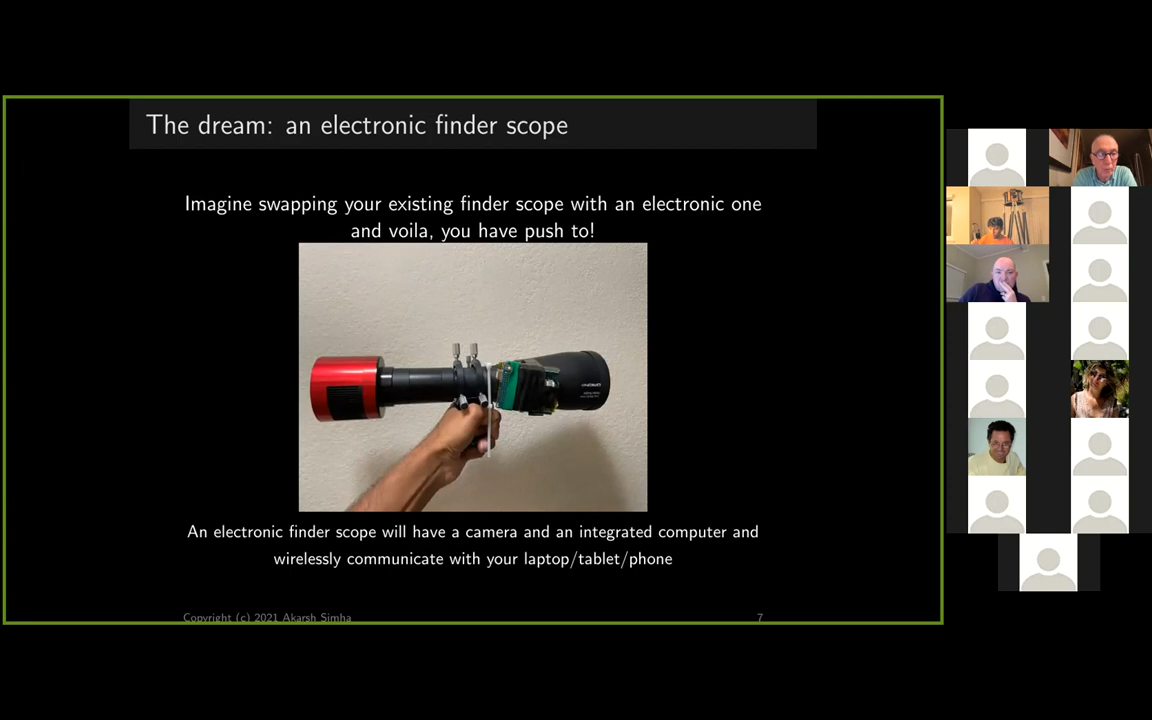 The dream: an electronic finder scope
Imagine swapping your existing finder scope with an electronic one
and voila, you have push to!
An electronic finder scope will have a camera and an integrated computer and
wirelessly communicate with your laptop/tablet/phone
Copyright (c) 2021 Akarsh Simha
7